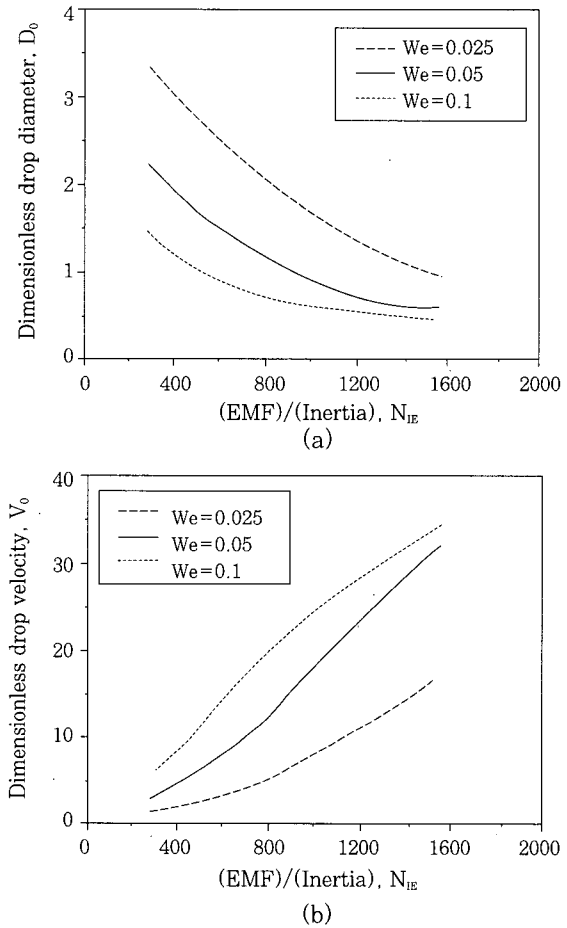 Dimensionless drop diameter, D₀
4
3
2
1
0
We=0.025
We=0.05
We=0.1
0 400 800 1200 1600 2000
(EMF)/(Inertia), N_IE
(a)
Dimensionless drop velocity, V₀
40
30
20
10
0
We=0.025
We=0.05
We=0.1
0 400 800 1200 1600 2000
(EMF)/(Inertia), N_IE
(b)